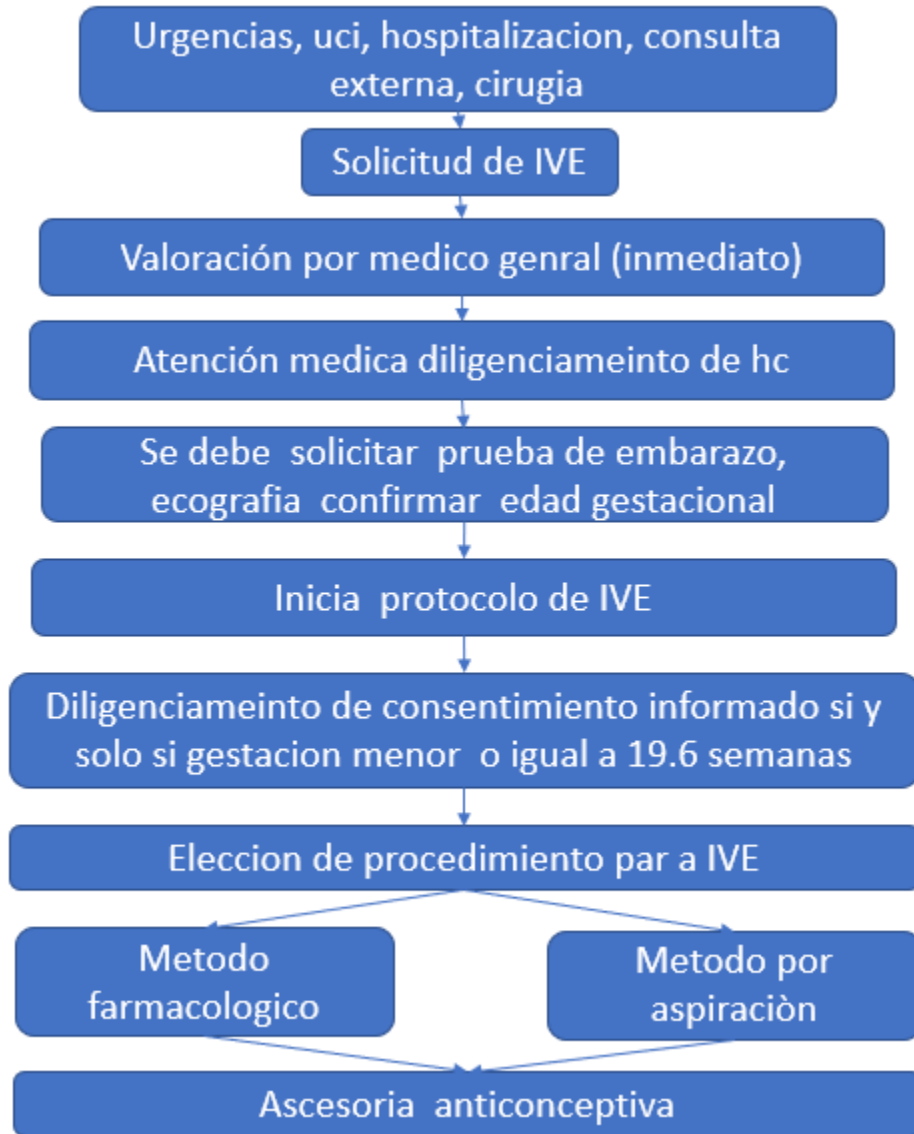 Urgencias, uci, hospitalizacion, consulta
externa, cirugia
Solicitud de IVE
Valoración por medico genral (inmediato)
Atención medica diligenciameinto de hc
Se debe solicitar prueba de embarazo,
ecografia confirmar edad gestacional
Inicia protocolo de IVE
Diligenciameinto de consentimiento informado si y
solo si gestacion menor o igual a 19.6 semanas
Eleccion de procedimiento par a IVE
Metodo
farmacologico
Metodo por
aspiraciòn
Ascesoria anticonceptiva